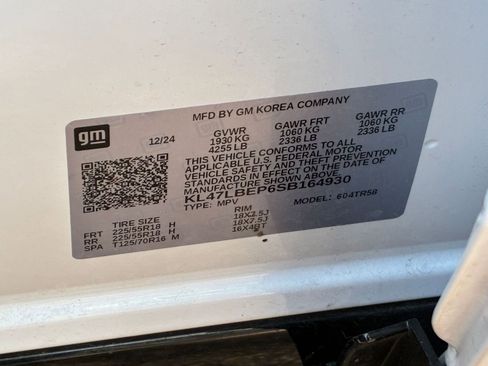 MFD BY GM KOREA COMPANY
gm
12/24
GVWR GAWR FRT GAWR RR
1930 KG 1060 KG 1060 KG
4255 LB 2336 LB 2336 LB
THIS VEHICLE CONFORMS TO ALL
APPLICABLE U.S. FEDERAL MOTOR
VEHICLE SAFETY AND THEFT PREVENTION
STANDARDS IN EFFECT ON THE DATE OF
MANUFACTURE SHOWN ABOVE.
KL47LBEP6SB164930
TYPE: MPV MODEL: 604TR58
TIRE SIZE RIM
FRT 225/55R18 H 18X7.5J
RR 225/55R18 H 18X7.5J
SPA T125/70R16 M 16X4BT